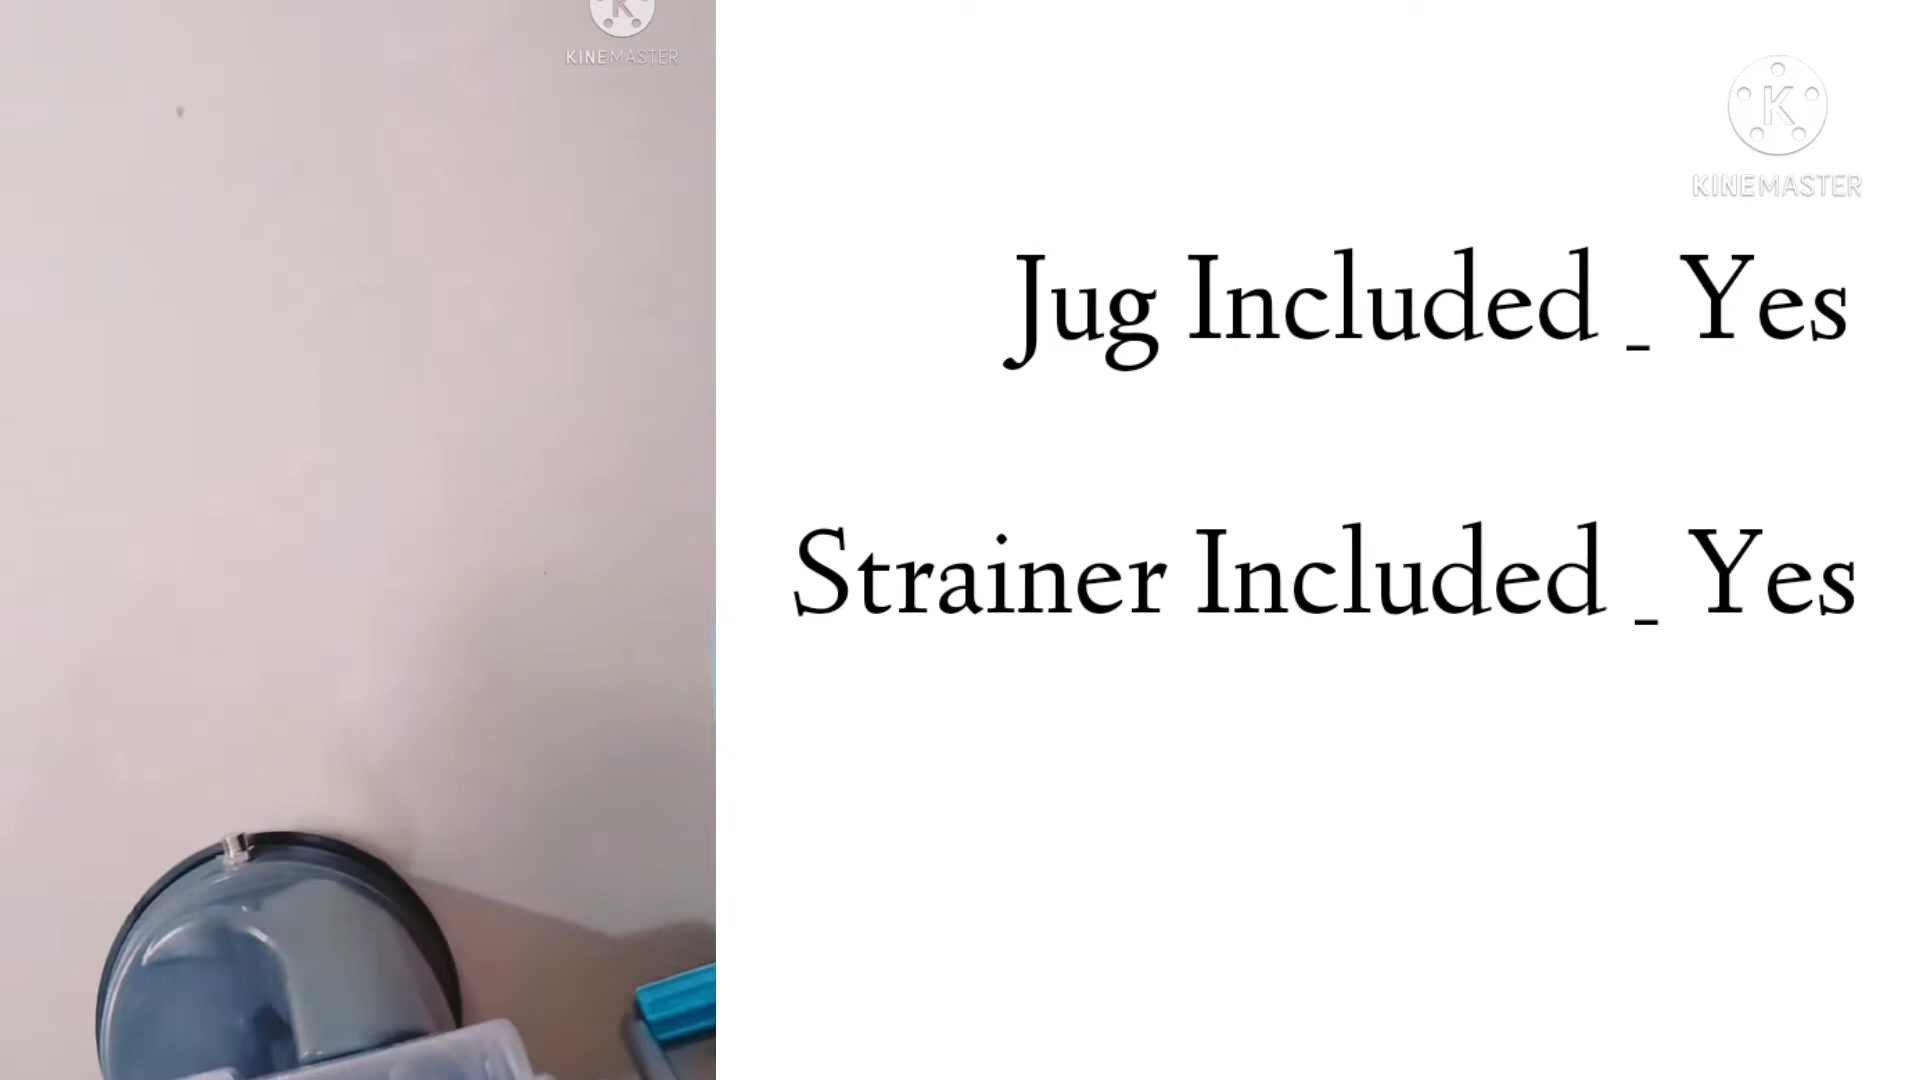 K
KINEMASTER
K
KINEMASTER
Jug Included _ Yes
Strainer Included _ Yes